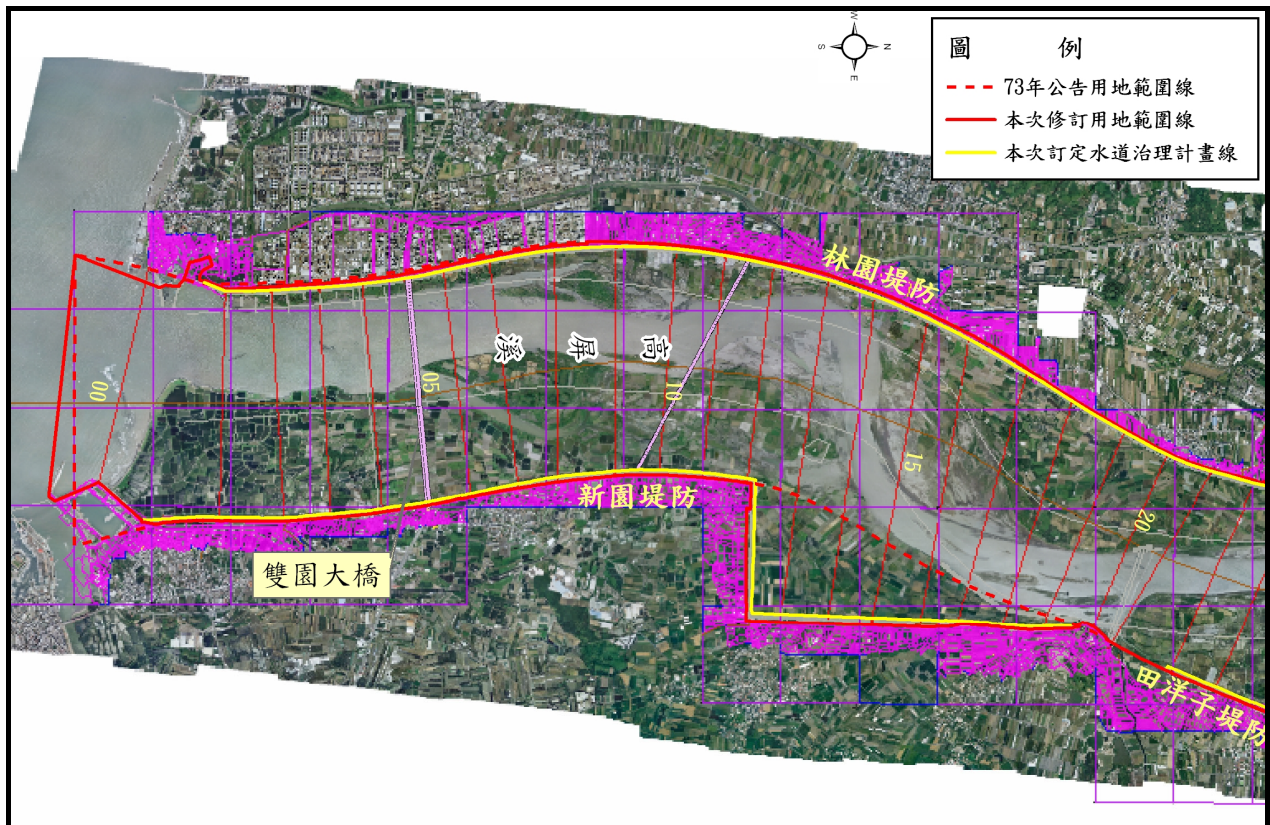 圖 例
73年公告用地範圍線
本次修訂用地範圍線
本次訂定水道治理計畫線
W
S
N
E
林園堤防
高屏溪
00
05
10
15
20
新園堤防
雙園大橋
田洋子堤防